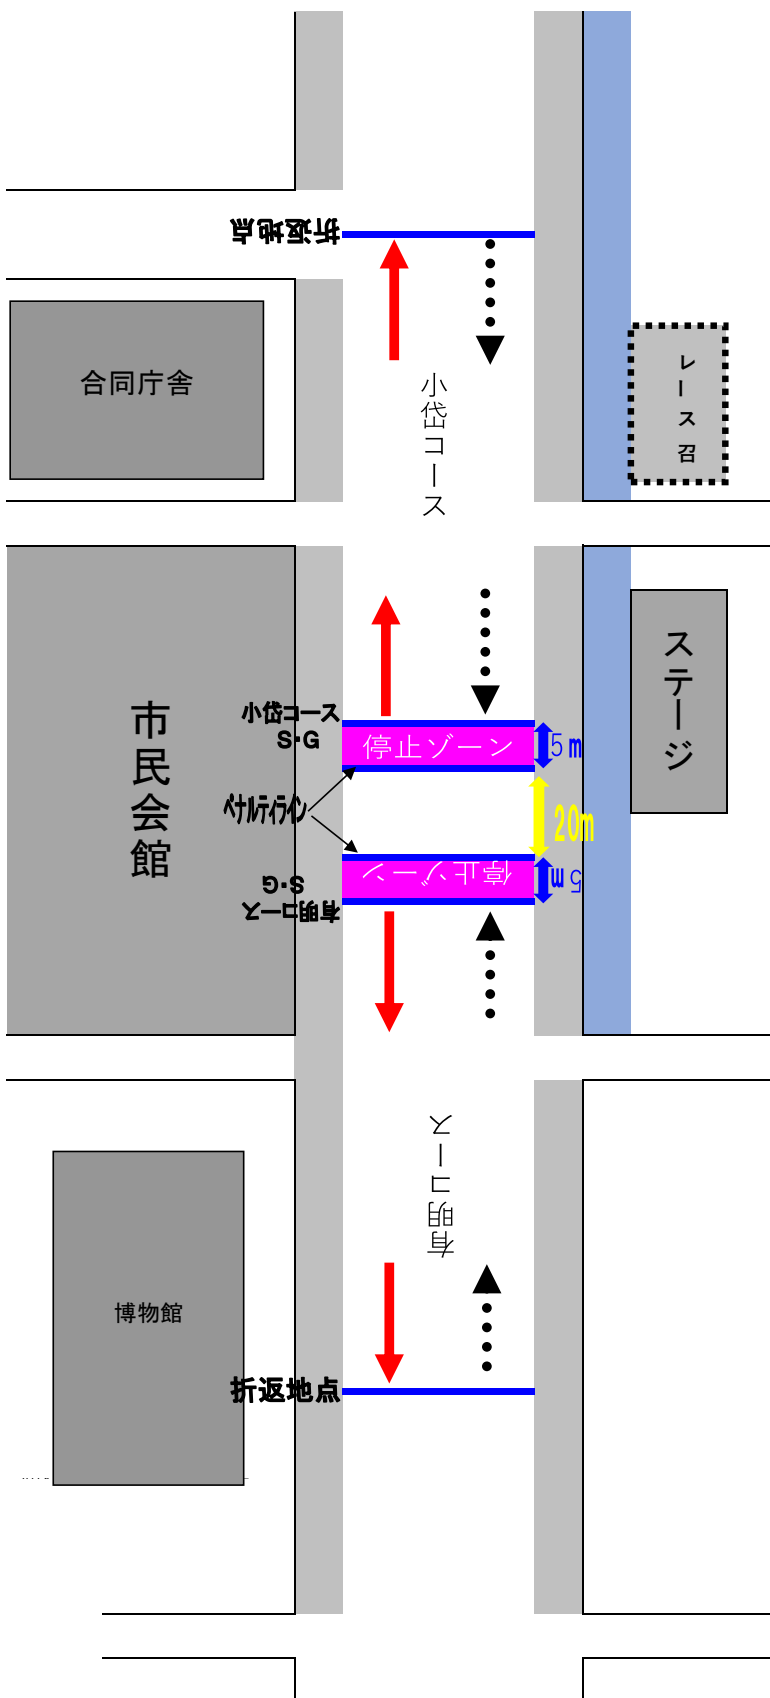 折返地点
合同庁舎
レース召
小岱コース
ステージ
市民会館
小岱コース
S・G
停止ゾーン
5m
ペナルティライン
20m
停止ゾーン
5m
S・G
有明コース
有明コース
博物館
折返地点